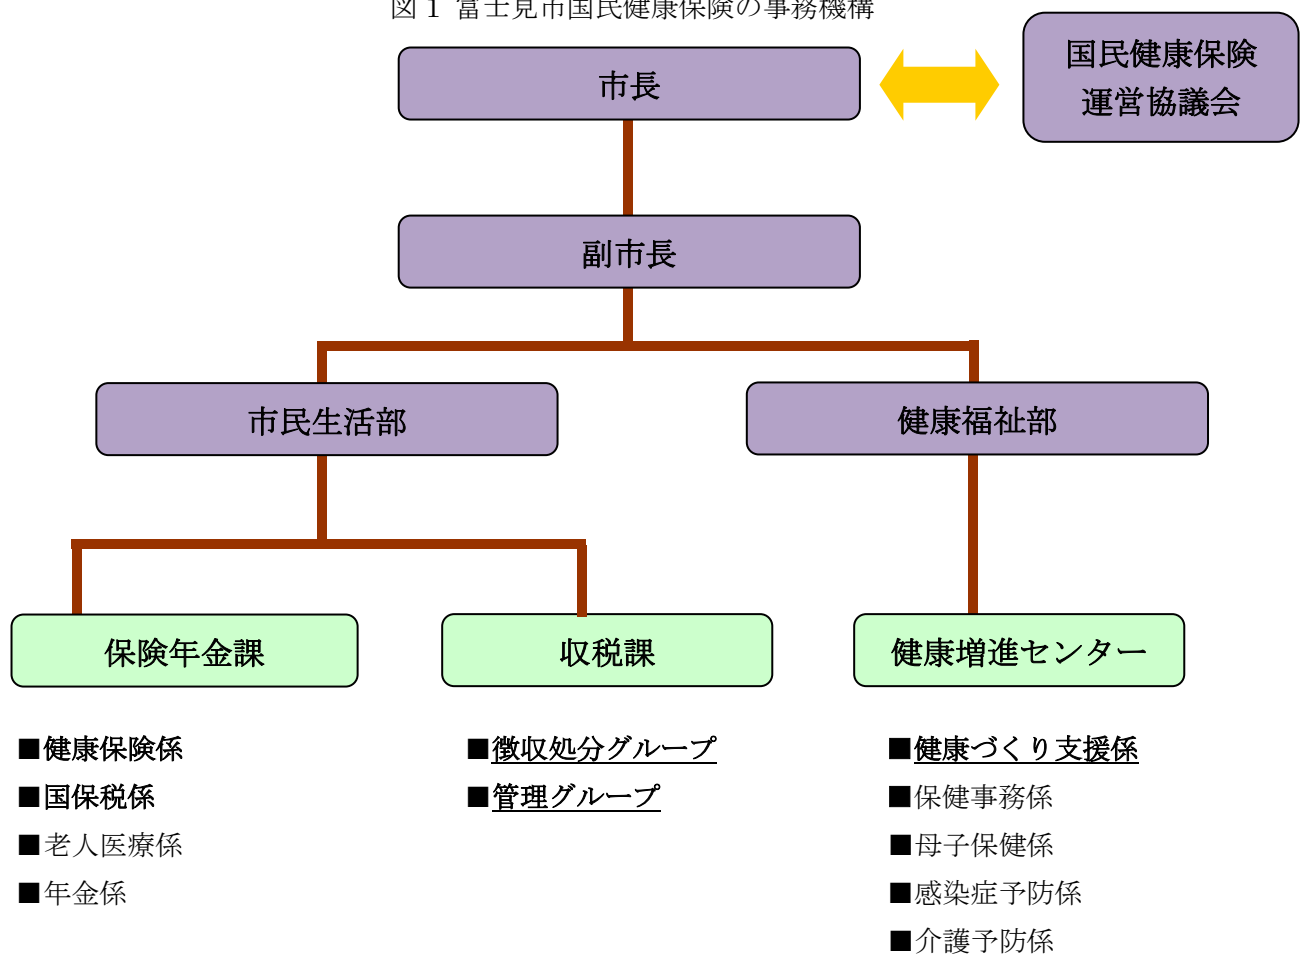 図1 富士見市国民健康保険の事務機構
市長
国民健康保険
運営協議会
副市長
市民生活部
健康福祉部
保険年金課
収税課
健康増進センター
■健康保険係
■国保税係
■老人医療係
■年金係
■徴収処分グループ
■管理グループ
■健康づくり支援係
■保健事務係
■母子保健係
■感染症予防係
■介護予防係